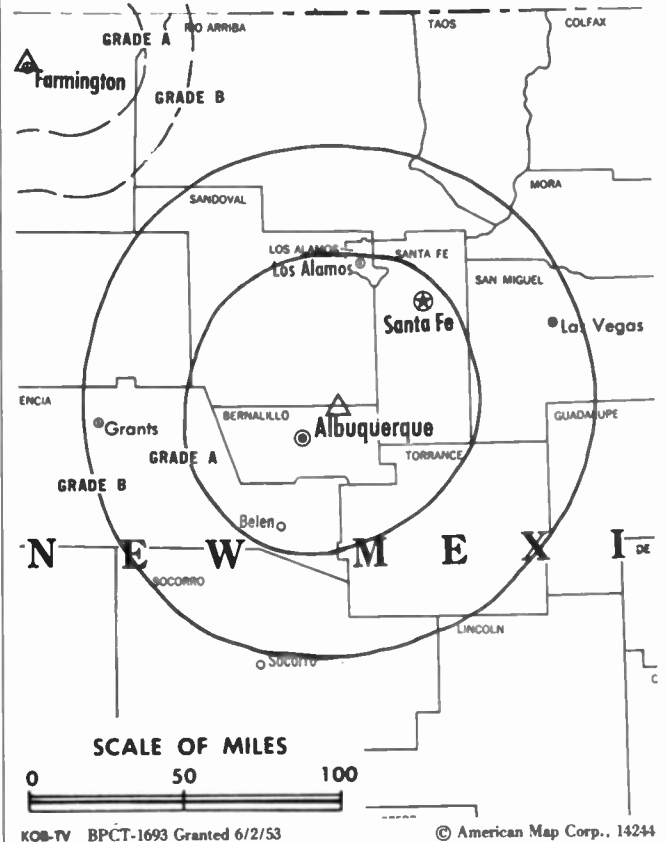 RIO ARRIBA
TAOS
COLFAX
GRADE A
Farmington
GRADE B
MORA
SANDOVAL
LOS ALAMOS
SANTA FE
Los Alamos
SAN MIGUEL
Santa Fe
Las Vegas
ENCIA
BERNALILLO
GUADALUPE
Grants
Albuquerque
GRADE A
TORRANCE
GRADE B
Belen
N E W M E X I
DE
SOCORRO
LINCOLN
Socorro
C
SCALE OF MILES
0 50 100
KOB-TV BPCT-1693 Granted 6/2/53
© American Map Corp., 14244